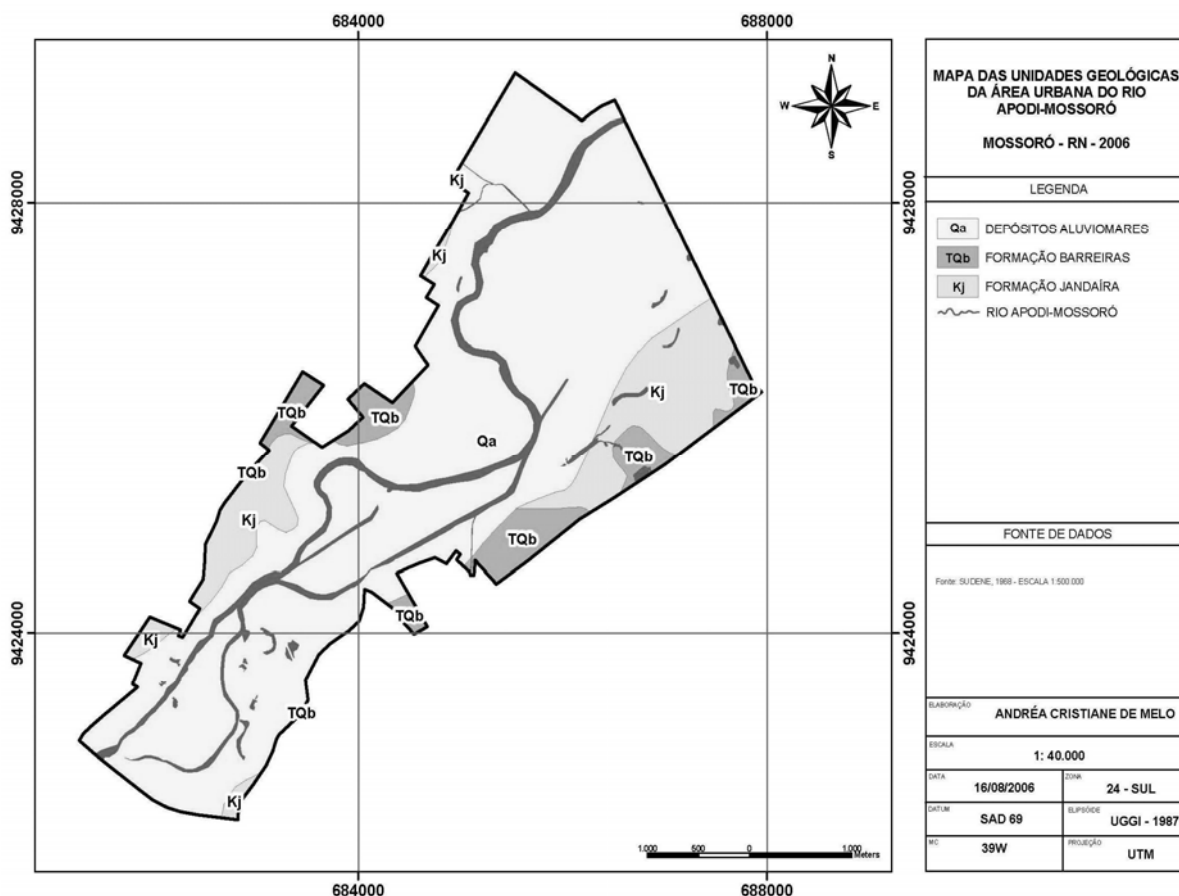 684000
688000
9428000
9428000
9424000
9424000
684000
688000
N
W
E
S
Kj
Kj
TQb
TQb
Kj
TQb
Qa
TQb
TQb
Kj
TQb
TQb
Kj
TQb
Kj
1.000
500
0
1.000
Meters
MAPA DAS UNIDADES GEOLÓGICAS
DA ÁREA URBANA DO RIO
APODI-MOSSORÓ
MOSSORÓ - RN - 2006
LEGENDA
Qa DEPÓSITOS ALUVIOMARES
TQb FORMAÇÃO BARREIRAS
Kj FORMAÇÃO JANDAÍRA
RIO APODI-MOSSORÓ
FONTE DE DADOS
Fonte: SUDENE, 1968 - ESCALA 1:500.000
ELABORAÇÃO
ANDRÉA CRISTIANE DE MELO
ESCALA
1: 40.000
DATA
16/08/2006
ZONA
24 - SUL
DATUM
SAD 69
ELIPSÓIDE
UGGI - 1987
MC
39W
PROJEÇÃO
UTM